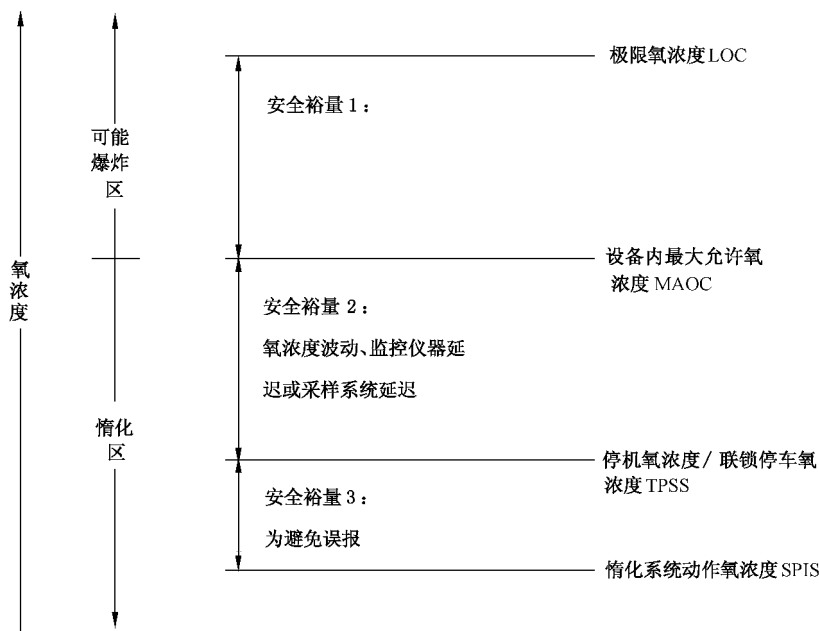 极限氧浓度LOC
安全裕量1：
可能
爆炸
区
设备内最大允许氧
浓度MAOC
氧
浓
度
安全裕量 2：
氧浓度波动、监控仪器延
迟或采样系统延迟
惰化
区
停机氧浓度/ 联锁停车氧
浓度TPSS
安全裕量3：
为避免误报
惰化系统动作氧浓度SPIS